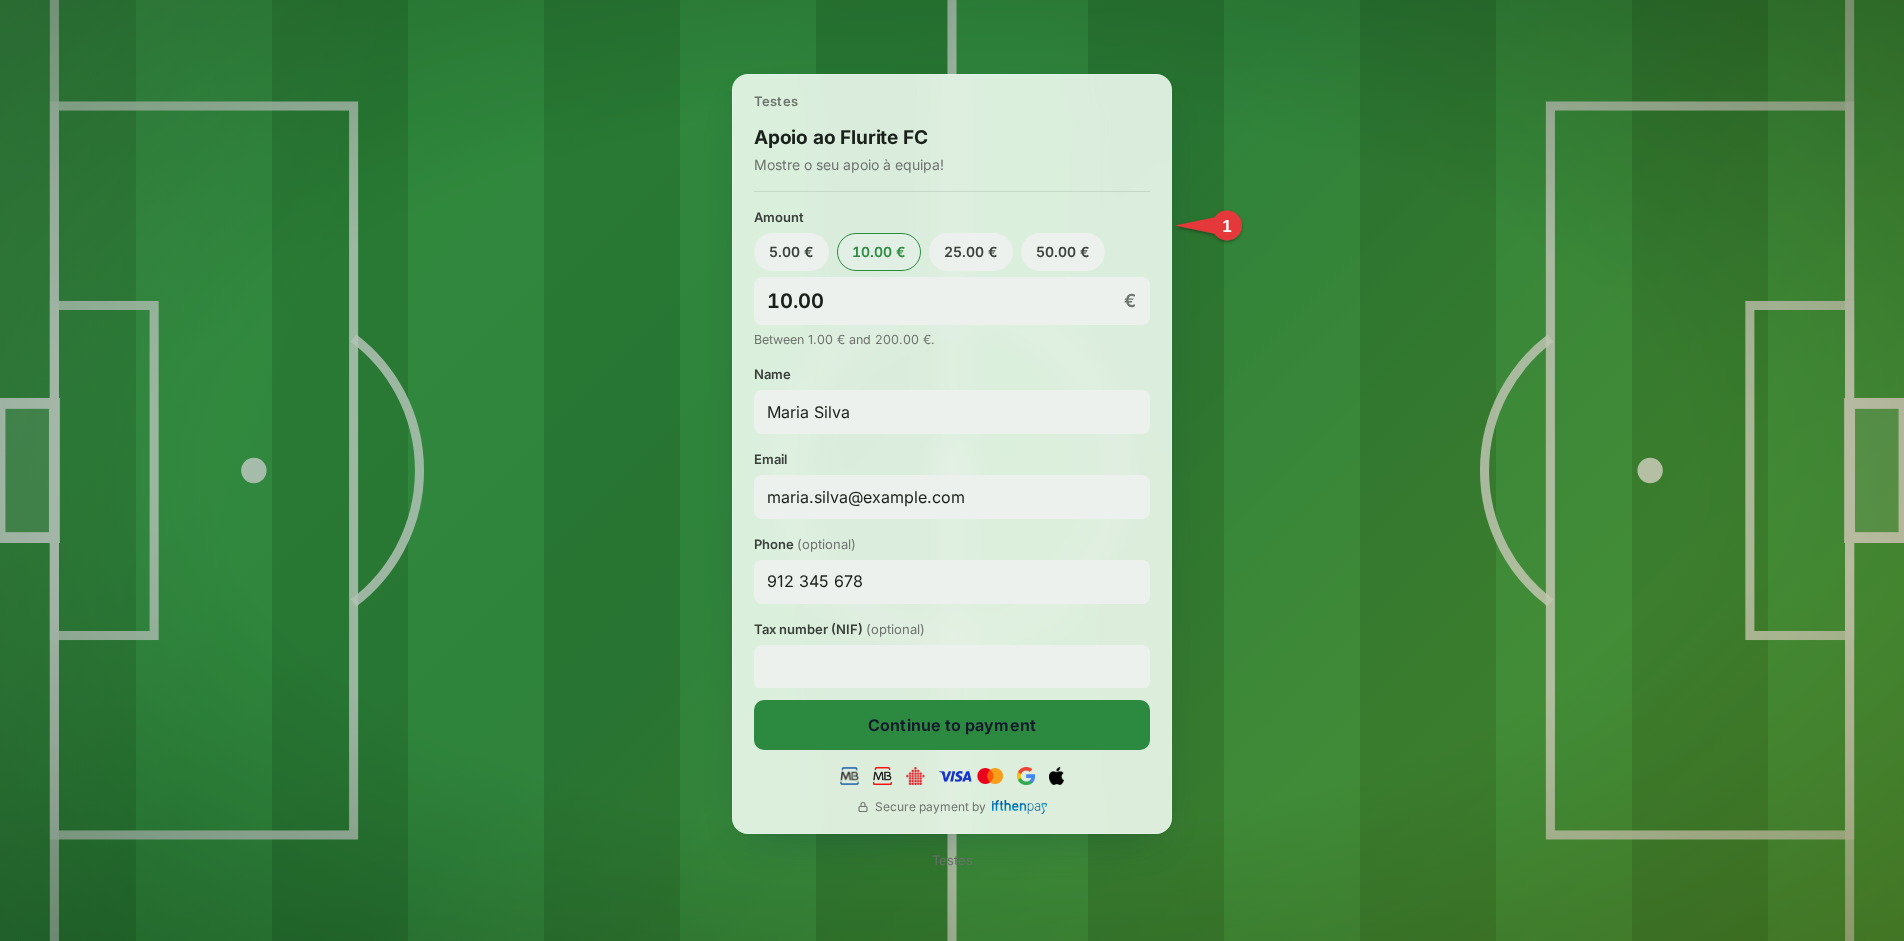 Testes
Apoio ao Flurite FC
Mostre o seu apoio à equipa!
Amount
1
5.00 € 10.00 € 25.00 € 50.00 €
10.00 €
Between 1.00 € and 200.00 €.
Name
Maria Silva
Email
maria.silva@example.com
Phone (optional)
912 345 678
Tax number (NIF) (optional)
Continue to payment
MB MB VISA G
Secure payment by ifthenpay
Testes